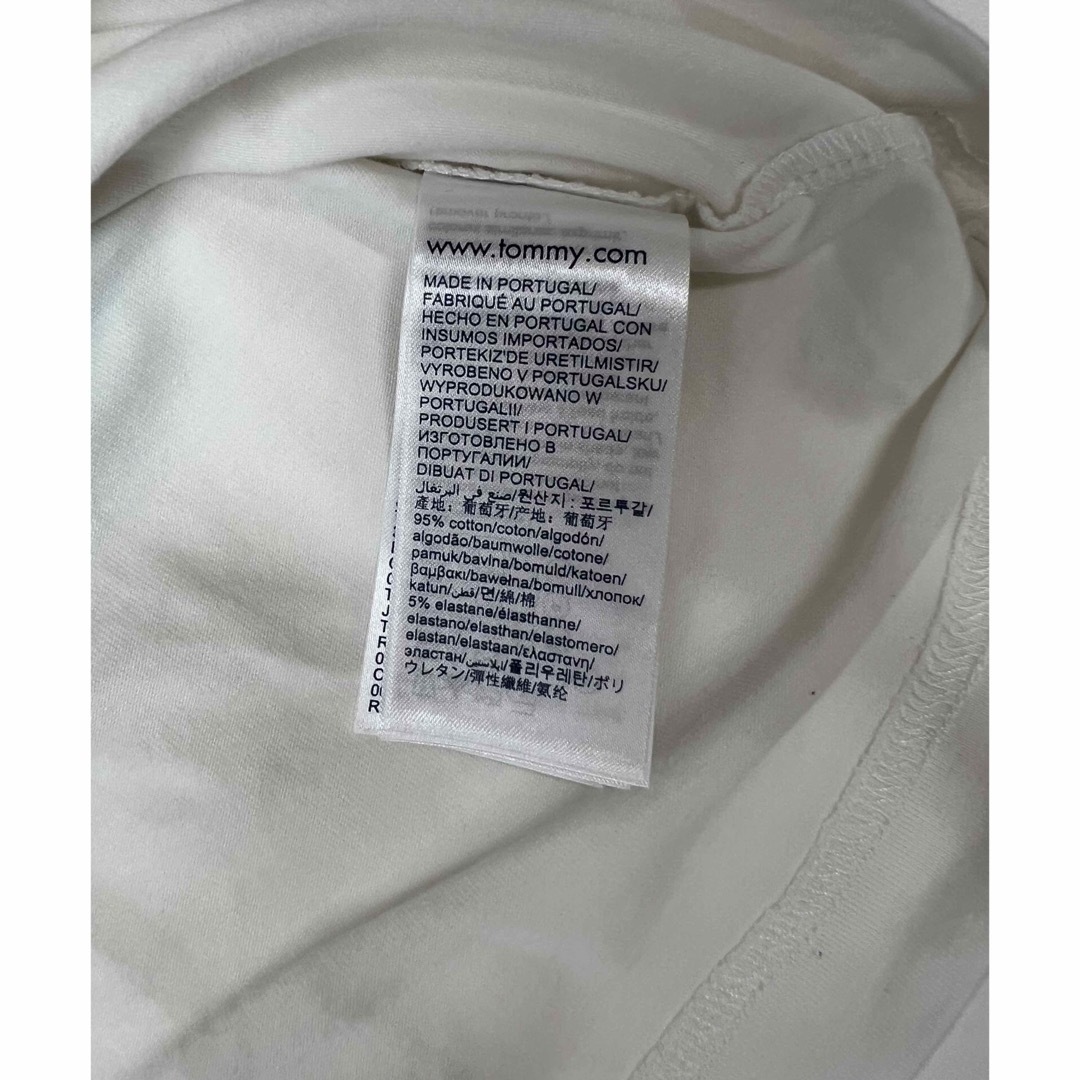 www.tommy.com
MADE IN PORTUGAL/
FABRIQUÉ AU PORTUGAL/
HECHO EN PORTUGAL CON
INSUMOS IMPORTADOS/
PORTEKIZ'DE URETILMISTIR/
VYROBENO V PORTUGALSKU/
WYPRODUKOWANO W
PORTUGALII/
PRODUSERT I PORTUGAL/
ИЗГОТОВЛЕНО В
ПОРТУГАЛИИ/
DIBUAT DI PORTUGAL/
صنع في البرتغال/원산지 : 포르투갈/
產地：葡萄牙/产地：葡萄牙
95% cotton/coton/algodón/
algodão/baumwolle/cotone/
pamuk/bavlna/bomuld/katoen/
βαμβακι/bawełna/bomull/хлопок/
katun/قطن/면/綿/棉
5% elastane/élasthanne/
elastano/elasthan/elastomero/
elastan/elastaan/ελαστανη/
эластан/ايلاستين/폴리우레탄/ポリ
ウレタン/彈性纖維/氨纶